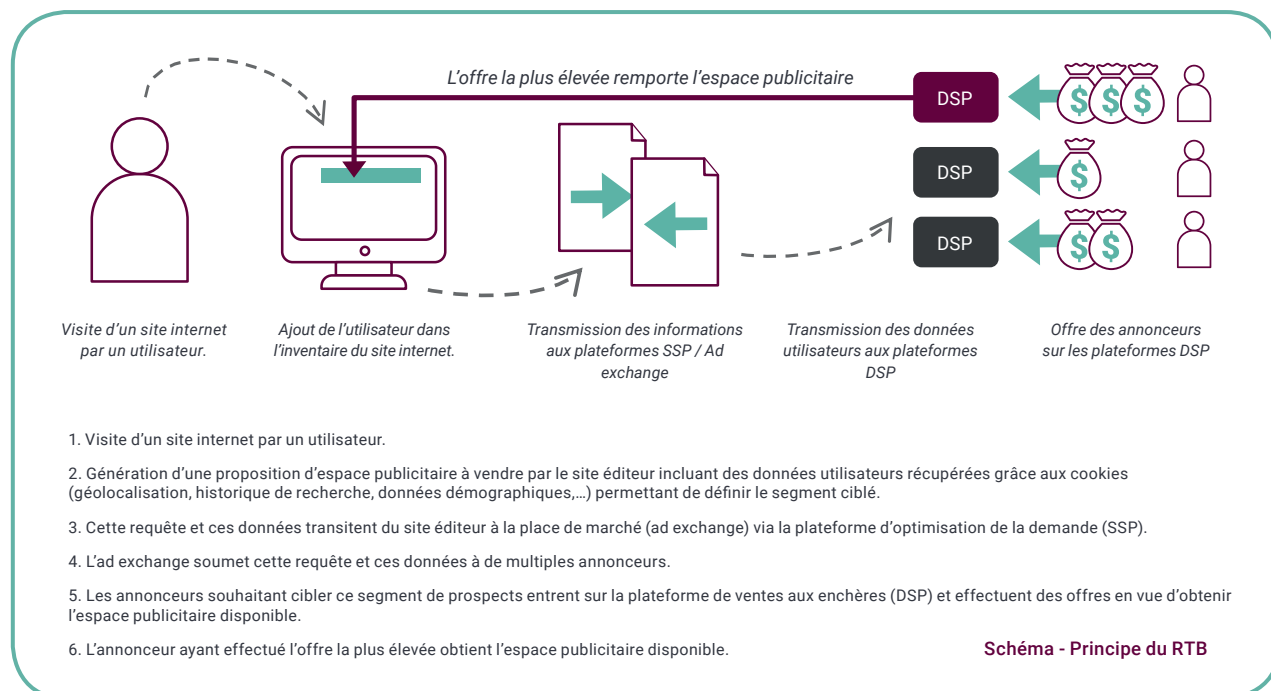 L'offre la plus élevée remporte l'espace publicitaire
DSP
$ $ $
DSP
$
DSP
$ $
Visite d'un site internet
par un utilisateur.
Ajout de l'utilisateur dans
l'inventaire du site internet.
Transmission des informations
aux plateformes SSP / Ad
exchange
Transmission des données
utilisateurs aux plateformes
DSP
Offre des annonceurs
sur les plateformes DSP
1. Visite d'un site internet par un utilisateur.
2. Génération d'une proposition d'espace publicitaire à vendre par le site éditeur incluant des données utilisateurs récupérées grâce aux cookies
(géolocalisation, historique de recherche, données démographiques,...) permettant de définir le segment ciblé.
3. Cette requête et ces données transitent du site éditeur à la place de marché (ad exchange) via la plateforme d'optimisation de la demande (SSP).
4. L'ad exchange soumet cette requête et ces données à de multiples annonceurs.
5. Les annonceurs souhaitant cibler ce segment de prospects entrent sur la plateforme de ventes aux enchères (DSP) et effectuent des offres en vue d'obtenir
l'espace publicitaire disponible.
6. L'annonceur ayant effectué l'offre la plus élevée obtient l'espace publicitaire disponible.
Schéma - Principe du RTB